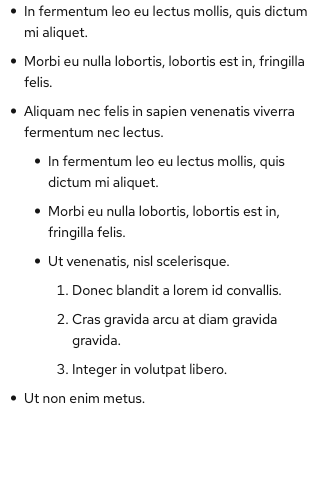 • In fermentum leo eu lectus mollis, quis dictum
mi aliquet.
• Morbi eu nulla lobortis, lobortis est in, fringilla
felis.
• Aliquam nec felis in sapien venenatis viverra
fermentum nec lectus.
• In fermentum leo eu lectus mollis, quis
dictum mi aliquet.
• Morbi eu nulla lobortis, lobortis est in,
fringilla felis.
• Ut venenatis, nisl scelerisque.
1. Donec blandit a lorem id convallis.
2. Cras gravida arcu at diam gravida
gravida.
3. Integer in volutpat libero.
• Ut non enim metus.